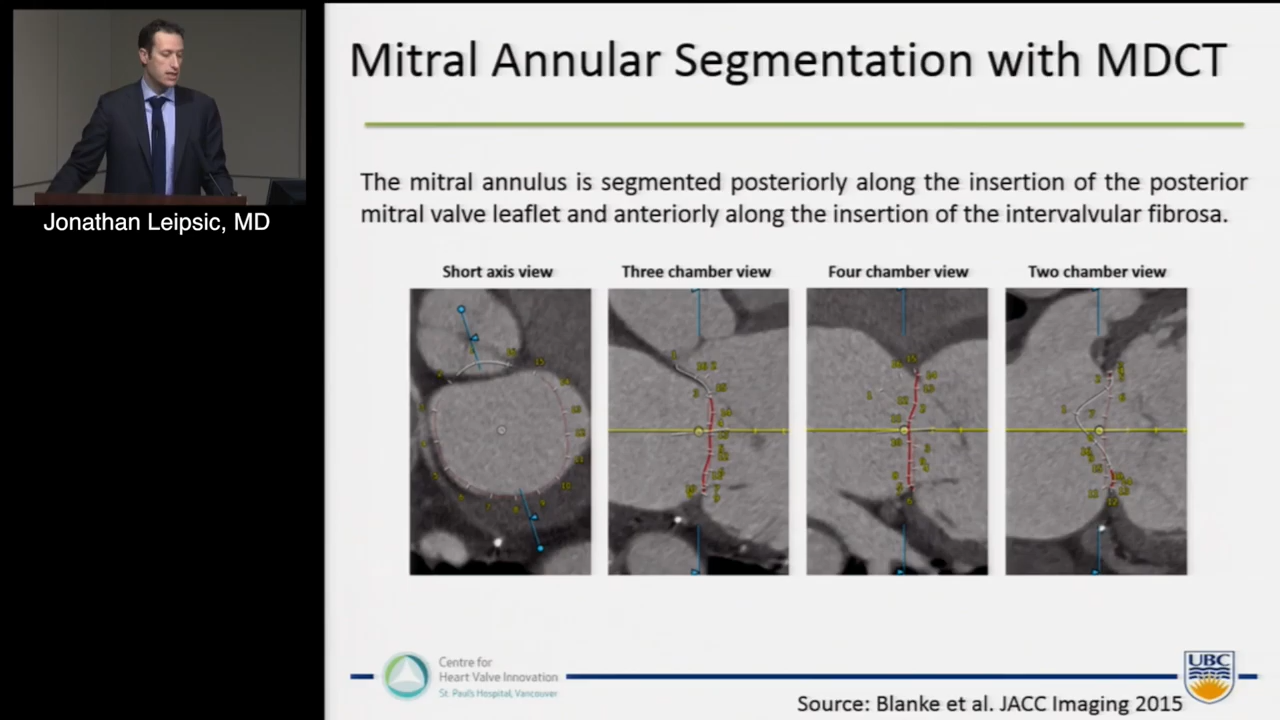 Mitral Annular Segmentation with MDCT
Jonathan Leipsic, MD
The mitral annulus is segmented posteriorly along the insertion of the posterior
mitral valve leaflet and anteriorly along the insertion of the intervalvular fibrosa.
Short axis view
Three chamber view
Four chamber view
Two chamber view
Centre for
Heart Valve Innovation
St. Paul's Hospital, Vancouver
UBC
Source: Blanke et al. JACC Imaging 2015